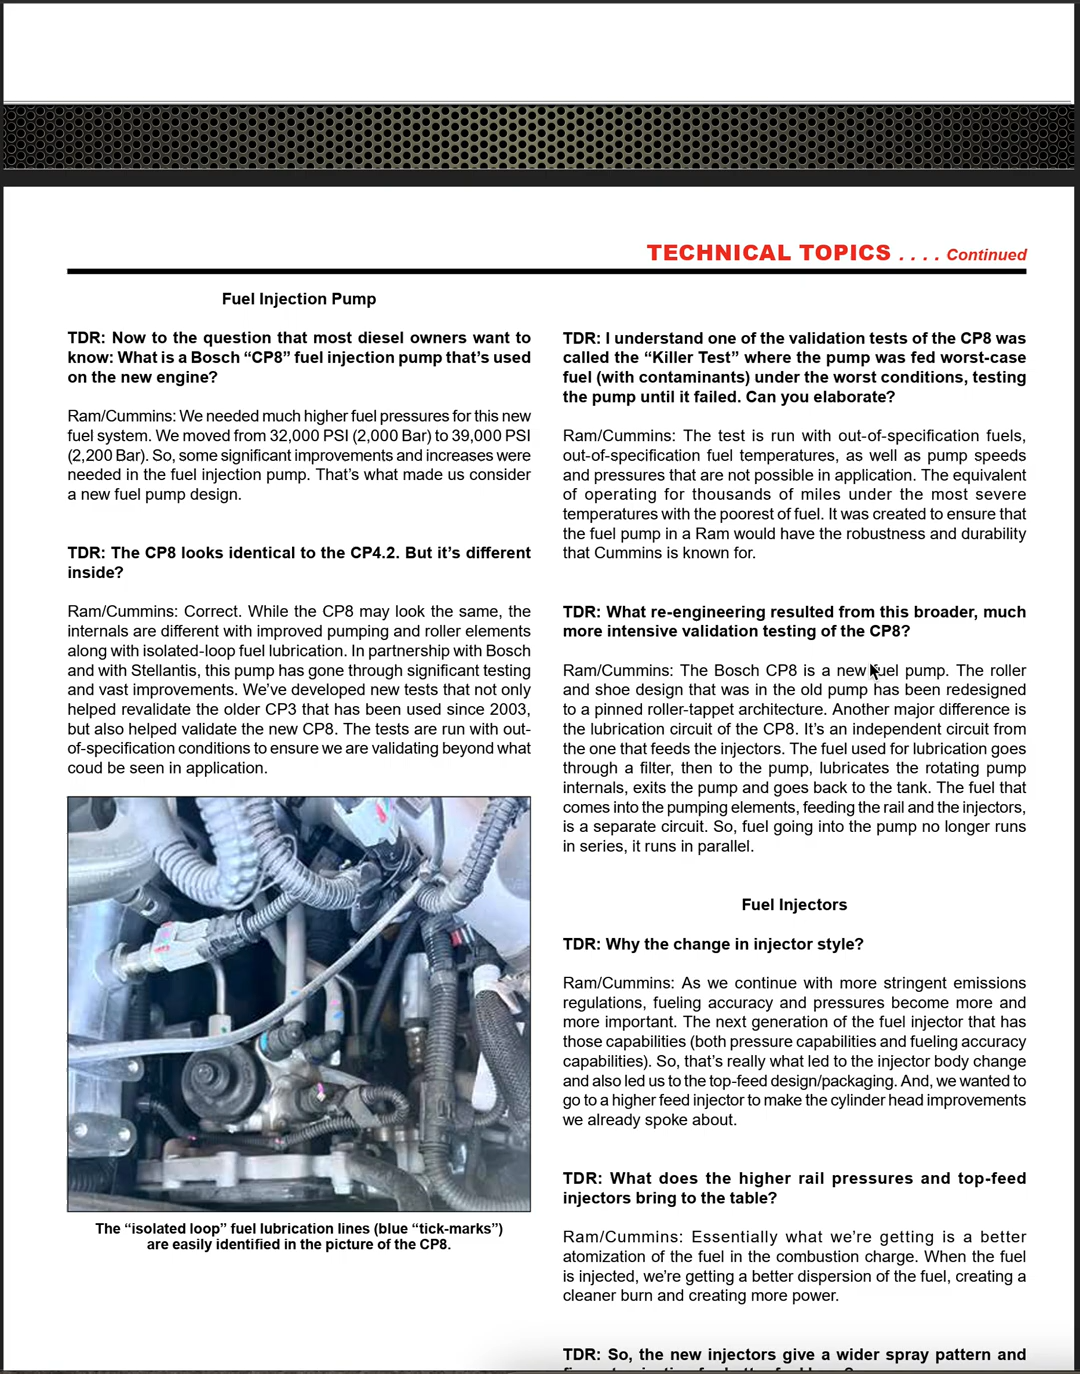 TECHNICAL TOPICS . . . . Continued
Fuel Injection Pump
TDR: Now to the question that most diesel owners want to
know: What is a Bosch “CP8” fuel injection pump that’s used
on the new engine?
Ram/Cummins: We needed much higher fuel pressures for this new
fuel system. We moved from 32,000 PSI (2,000 Bar) to 39,000 PSI
(2,200 Bar). So, some significant improvements and increases were
needed in the fuel injection pump. That’s what made us consider
a new fuel pump design.
TDR: The CP8 looks identical to the CP4.2. But it’s different
inside?
Ram/Cummins: Correct. While the CP8 may look the same, the
internals are different with improved pumping and roller elements
along with isolated-loop fuel lubrication. In partnership with Bosch
and with Stellantis, this pump has gone through significant testing
and vast improvements. We’ve developed new tests that not only
helped revalidate the older CP3 that has been used since 2003,
but also helped validate the new CP8. The tests are run with out-
of-specification conditions to ensure we are validating beyond what
coud be seen in application.
The “isolated loop” fuel lubrication lines (blue “tick-marks”)
are easily identified in the picture of the CP8.
TDR: I understand one of the validation tests of the CP8 was
called the “Killer Test” where the pump was fed worst-case
fuel (with contaminants) under the worst conditions, testing
the pump until it failed. Can you elaborate?
Ram/Cummins: The test is run with out-of-specification fuels,
out-of-specification fuel temperatures, as well as pump speeds
and pressures that are not possible in application. The equivalent
of operating for thousands of miles under the most severe
temperatures with the poorest of fuel. It was created to ensure that
the fuel pump in a Ram would have the robustness and durability
that Cummins is known for.
TDR: What re-engineering resulted from this broader, much
more intensive validation testing of the CP8?
Ram/Cummins: The Bosch CP8 is a new fuel pump. The roller
and shoe design that was in the old pump has been redesigned
to a pinned roller-tappet architecture. Another major difference is
the lubrication circuit of the CP8. It’s an independent circuit from
the one that feeds the injectors. The fuel used for lubrication goes
through a filter, then to the pump, lubricates the rotating pump
internals, exits the pump and goes back to the tank. The fuel that
comes into the pumping elements, feeding the rail and the injectors,
is a separate circuit. So, fuel going into the pump no longer runs
in series, it runs in parallel.
Fuel Injectors
TDR: Why the change in injector style?
Ram/Cummins: As we continue with more stringent emissions
regulations, fueling accuracy and pressures become more and
more important. The next generation of the fuel injector that has
those capabilities (both pressure capabilities and fueling accuracy
capabilities). So, that’s really what led to the injector body change
and also led us to the top-feed design/packaging. And, we wanted to
go to a higher feed injector to make the cylinder head improvements
we already spoke about.
TDR: What does the higher rail pressures and top-feed
injectors bring to the table?
Ram/Cummins: Essentially what we’re getting is a better
atomization of the fuel in the combustion charge. When the fuel
is injected, we’re getting a better dispersion of the fuel, creating a
cleaner burn and creating more power.
TDR: So, the new injectors give a wider spray pattern and